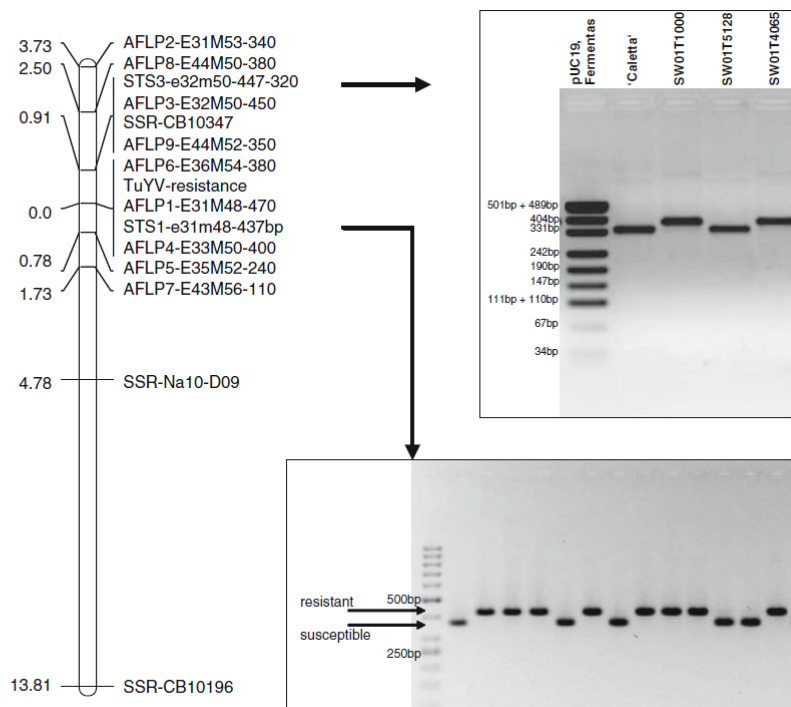 3.73
2.50
0.91
0.0
0.78
1.73
4.78
13.81
AFLP2-E31M53-340
AFLP8-E44M50-380
STS3-e32m50-447-320
AFLP3-E32M50-450
SSR-CB10347
AFLP9-E44M52-350
AFLP6-E36M54-380
TuYV-resistance
AFLP1-E31M48-470
STS1-e31m48-437bp
AFLP4-E33M50-400
AFLP5-E35M52-240
AFLP7-E43M56-110
SSR-Na10-D09
SSR-CB10196
pUC19,
Fermentas
‘Caletta‘
SW01T1000
SW01T5128
SW01T4065
501bp + 489bp
404bp
331bp
242bp
190bp
147bp
111bp + 110bp
67bp
34bp
resistant
susceptible
500bp
250bp